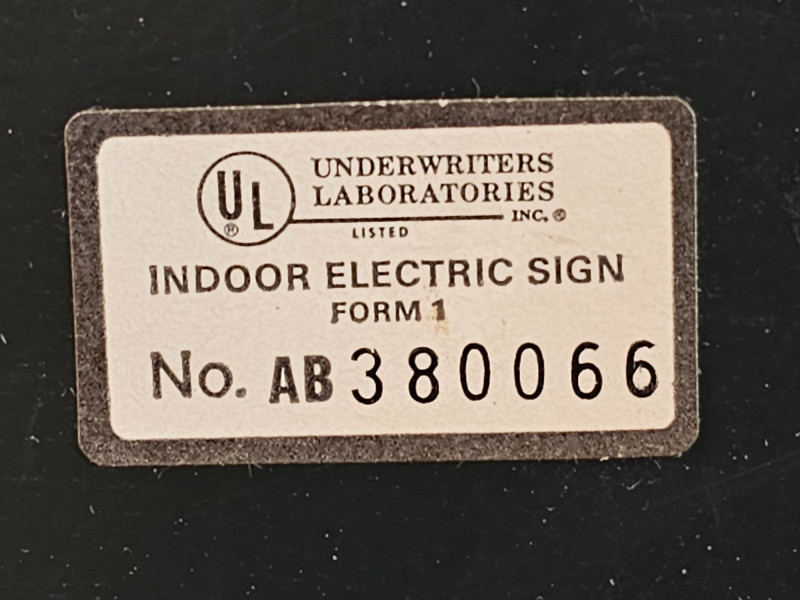 UL®
UNDERWRITERS
LABORATORIES
INC.®
LISTED
INDOOR ELECTRIC SIGN
FORM 1
No. AB 380066